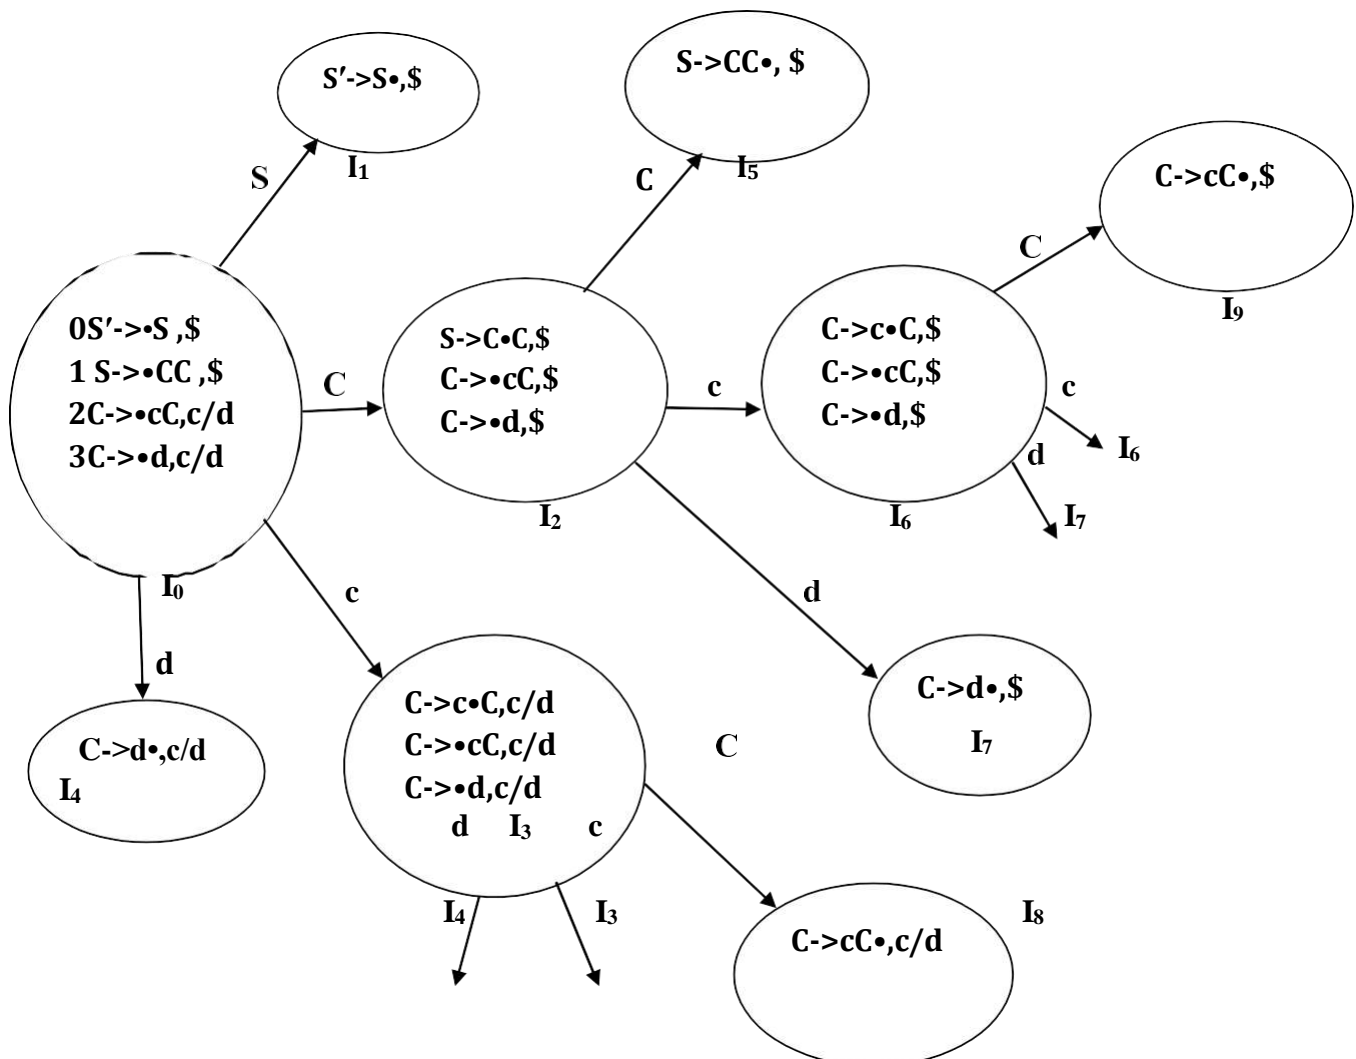 S'->S•,$
I1
S
S->CC•, $
I5
C
C->cC•,$
I9
C
0S'->•S ,$
1 S->•CC ,$
2C->•cC,c/d
3C->•d,c/d
I0
C
S->C•C,$
C->•cC,$
C->•d,$
I2
c
C->c•C,$
C->•cC,$
C->•d,$
I6
c
I6
d
I7
d
C->d•,$
I7
c
d
C->d•,c/d
I4
C->c•C,c/d
C->•cC,c/d
C->•d,c/d
d I3 c
I4 I3
C
I8
C->cC•,c/d